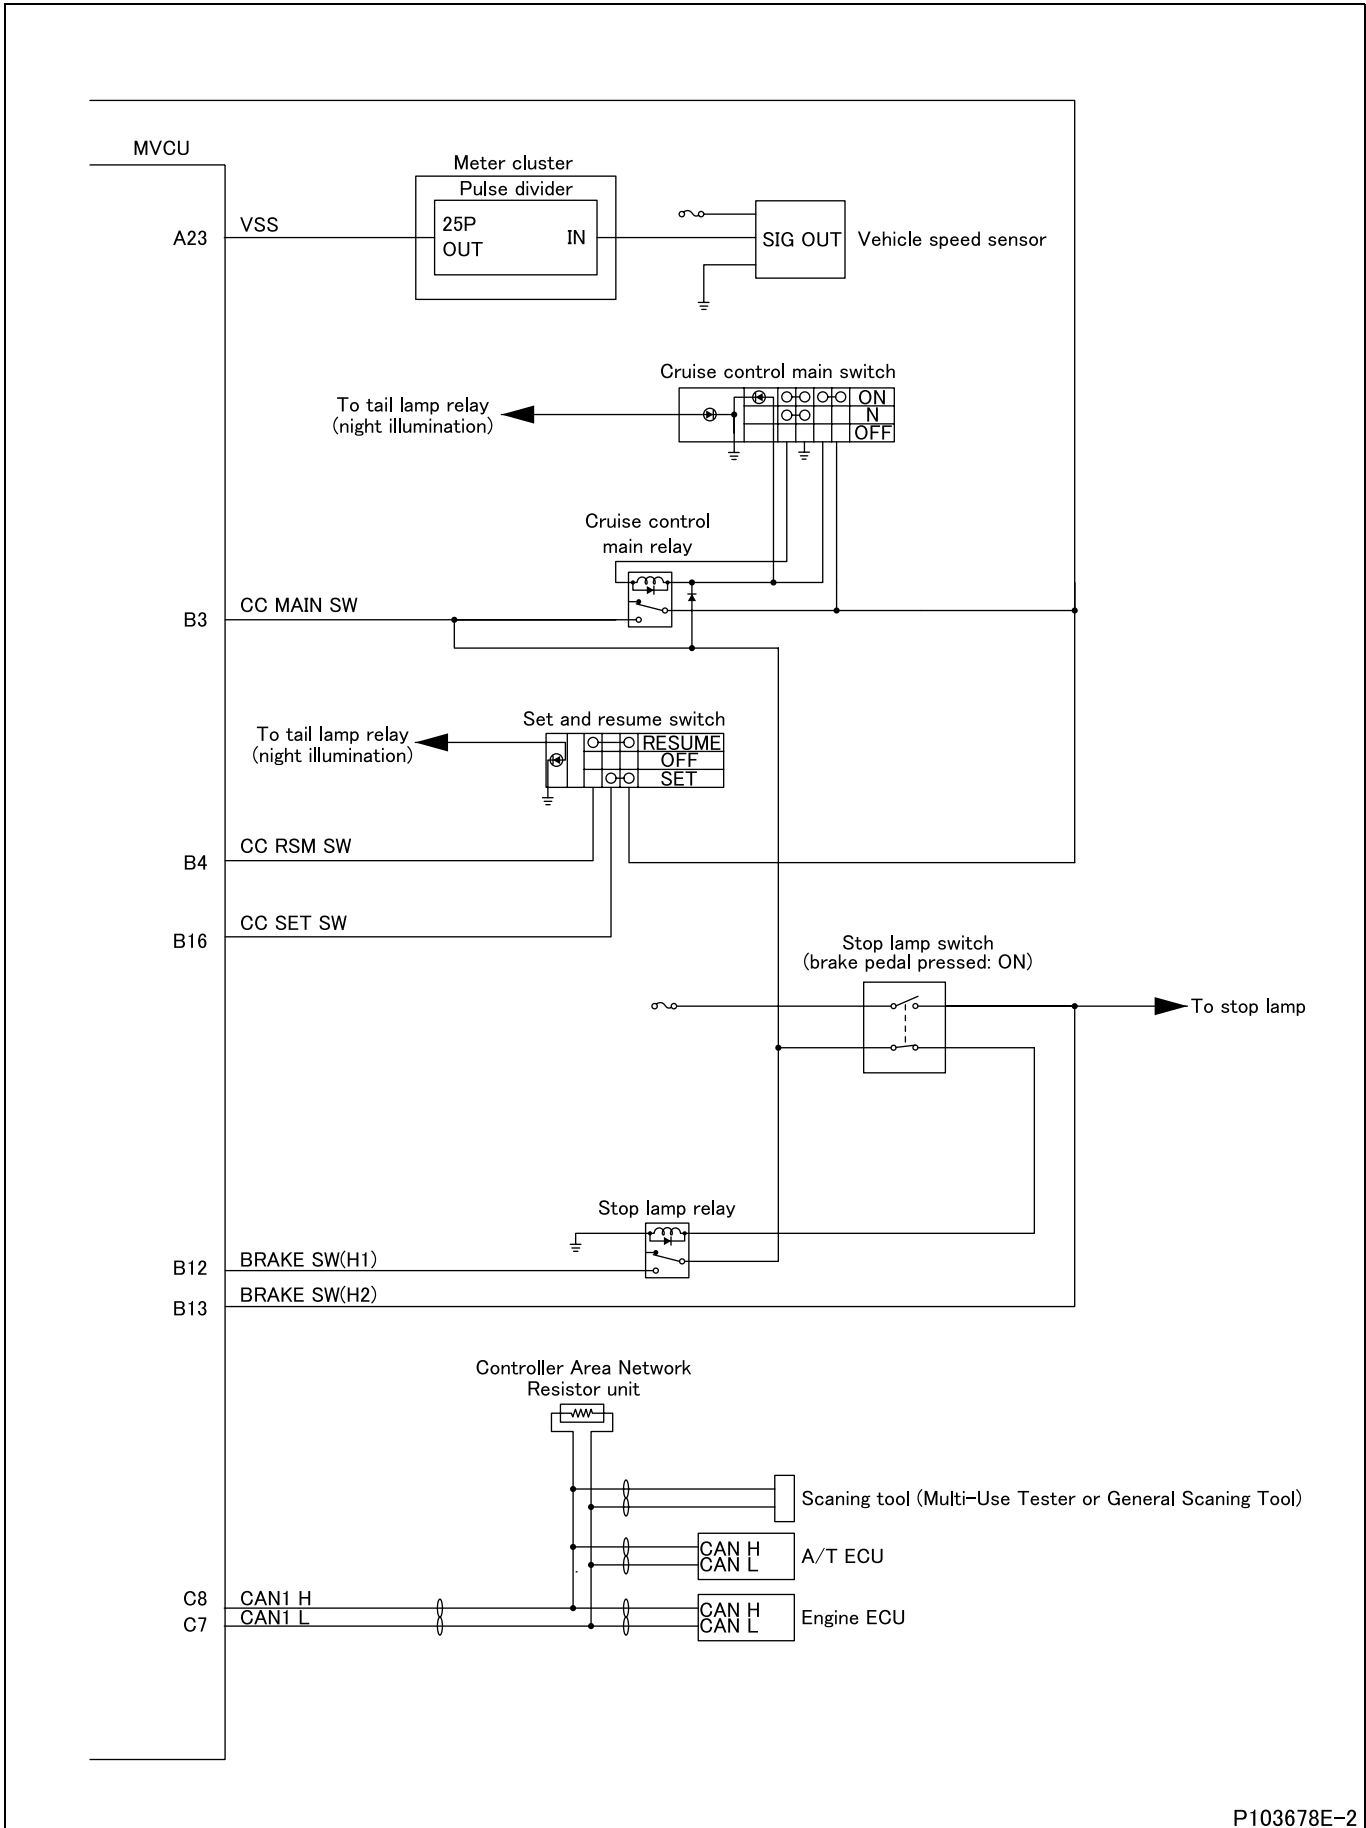 MVCU
Meter cluster
Pulse divider
A23
VSS
25P
OUT
IN
SIG OUT
Vehicle speed sensor
Cruise control main switch
To tail lamp relay
(night illumination)
ON
N
OFF
Cruise control
main relay
B3
CC MAIN SW
Set and resume switch
To tail lamp relay
(night illumination)
RESUME
OFF
SET
B4
CC RSM SW
B16
CC SET SW
Stop lamp switch
(brake pedal pressed: ON)
To stop lamp
Stop lamp relay
B12
BRAKE SW(H1)
B13
BRAKE SW(H2)
Controller Area Network
Resistor unit
Scaning tool (Multi-Use Tester or General Scaning Tool)
CAN H
CAN L
A/T ECU
C8
CAN1 H
C7
CAN1 L
CAN H
CAN L
Engine ECU
P103678E-2